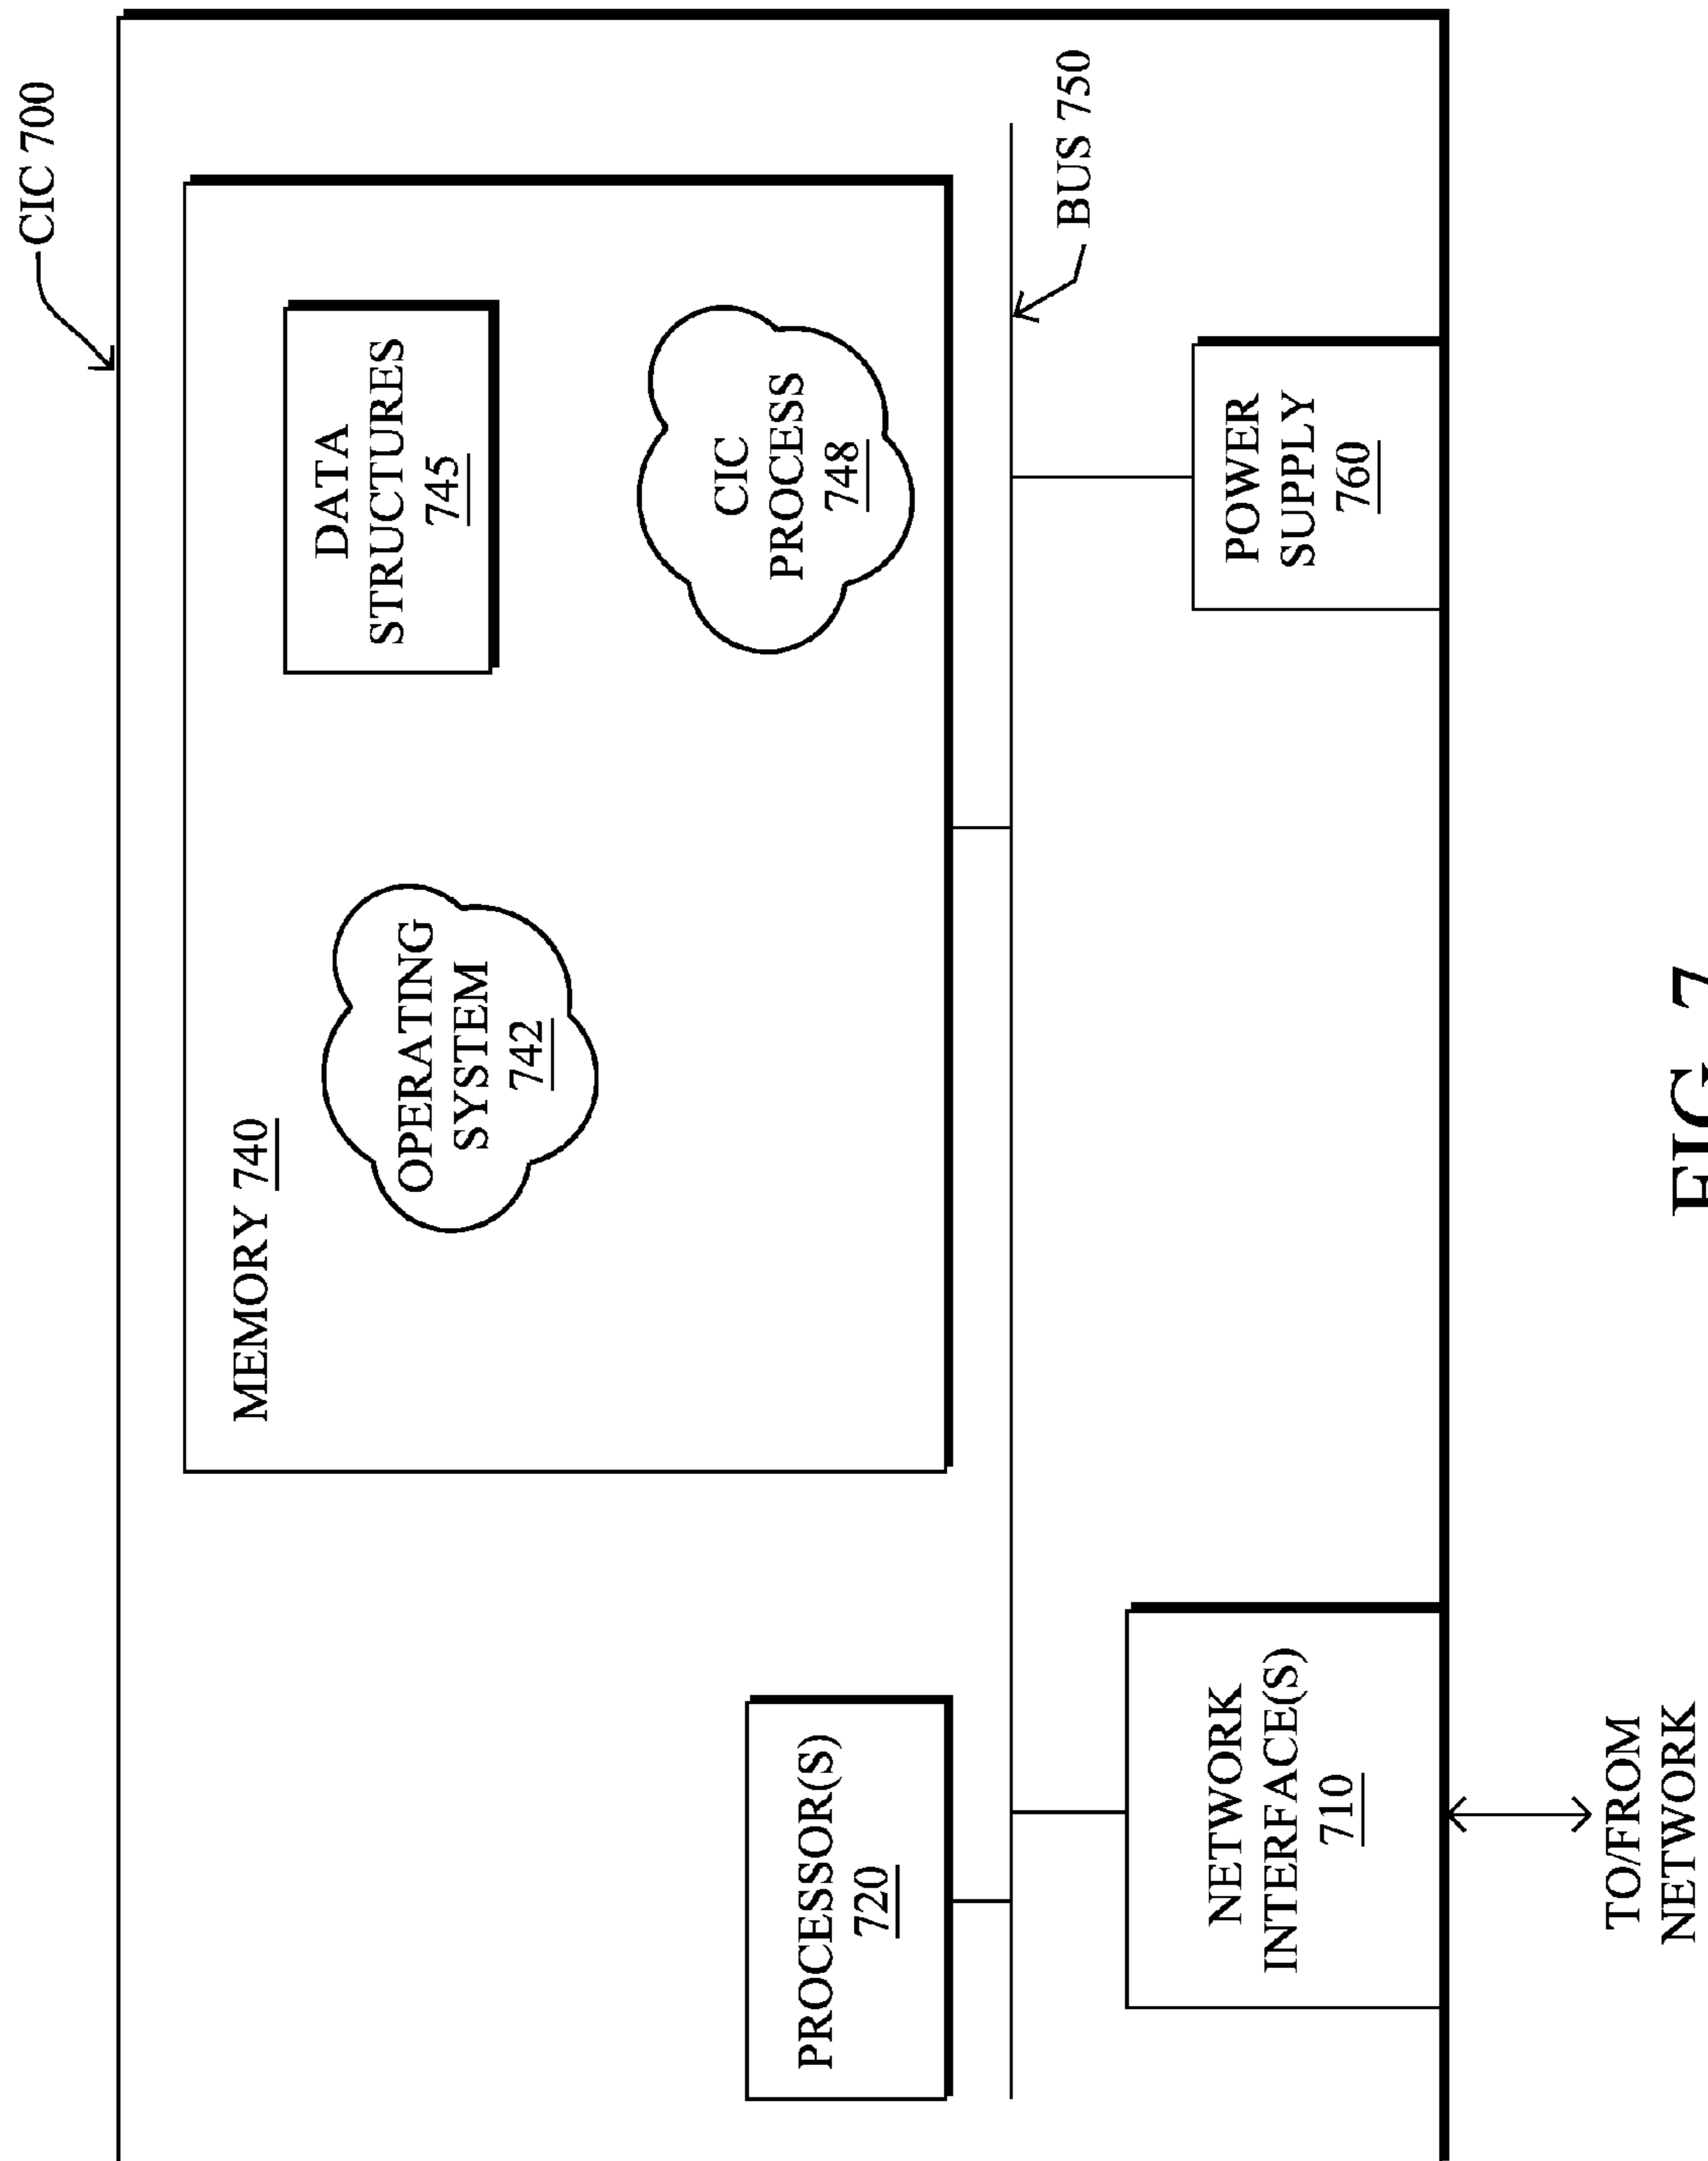 CIC 700
MEMORY 740
OPERATING
SYSTEM
742
DATA
STRUCTURES
745
CIC
PROCESS
748
PROCESSOR(S)
720
BUS 750
NETWORK
INTERFACE(S)
710
POWER
SUPPLY
760
TO/FROM
NETWORK
FIG. 7